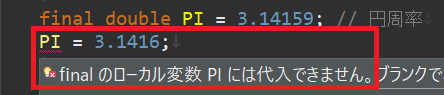 final double PI = 3.14159; // 円周率↓
PI = 3.1416;↓
final のローカル変数 PI には代入できません。ブランクで